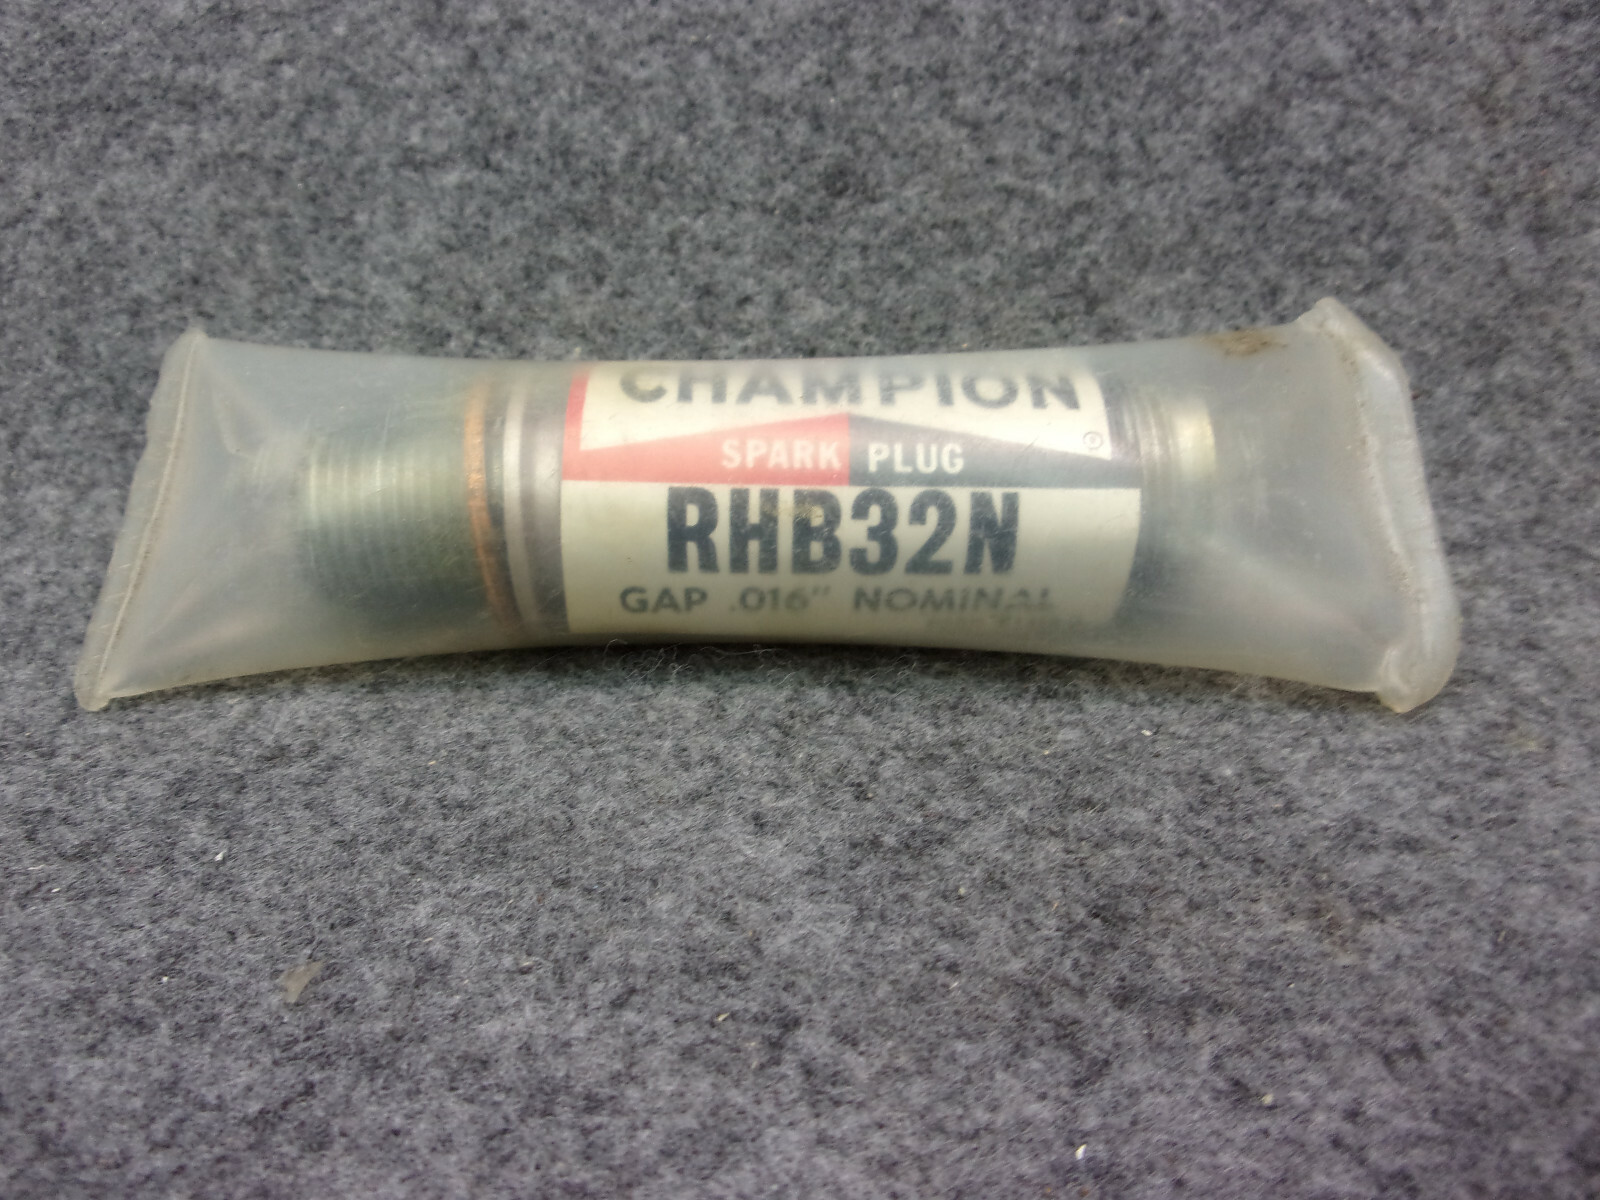 CHAMPION
SPARK PLUG ®
RHB32N
GAP .016" NOMINAL